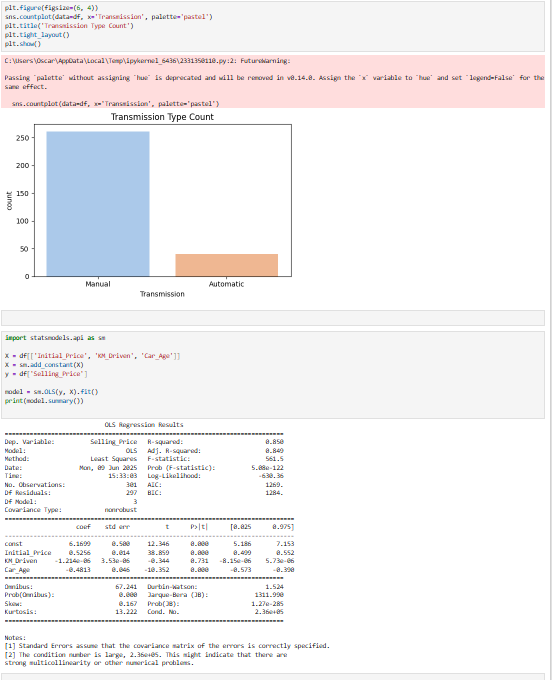 plt.figure(figsize=(6, 4))
sns.countplot(data=df, x='Transmission', palette='pastel')
plt.title('Transmission Type Count')
plt.tight_layout()
plt.show()
C:\Users\Oscar\AppData\Local\Temp\ipykernel_6436\2331350110.py:2: FutureWarning:
Passing `palette` without assigning `hue` is deprecated and will be removed in v0.14.0. Assign the `x` variable to `hue` and set `legend=False` for the
same effect.
sns.countplot(data=df, x='Transmission', palette='pastel')
Transmission Type Count
250
200
150
100
50
0
count
Manual Automatic
Transmission
import statsmodels.api as sm
X = df[['Initial_Price', 'KM_Driven', 'Car_Age']]
X = sm.add_constant(X)
y = df['Selling_Price']
model = sm.OLS(y, X).fit()
print(model.summary())
OLS Regression Results
Dep. Variable: Selling_Price R-squared: 0.850
Model: OLS Adj. R-squared: 0.849
Method: Least Squares F-statistic: 561.5
Date: Mon, 09 Jun 2025 Prob (F-statistic): 5.08e-122
Time: 15:33:03 Log-Likelihood: -630.36
No. Observations: 301 AIC: 1269.
Df Residuals: 297 BIC: 1284.
Df Model: 3
Covariance Type: nonrobust
coef std err t P>|t| [0.025 0.975]
const 6.1699 0.500 12.346 0.000 5.186 7.153
Initial_Price 0.5256 0.014 38.859 0.000 0.499 0.552
KM_Driven -1.214e-06 3.53e-06 -0.344 0.731 -8.15e-06 5.73e-06
Car_Age -0.4813 0.046 -10.352 0.000 -0.573 -0.390
Omnibus: 67.241 Durbin-Watson: 1.524
Prob(Omnibus): 0.000 Jarque-Bera (JB): 1311.990
Skew: 0.167 Prob(JB): 1.27e-285
Kurtosis: 13.222 Cond. No. 2.36e+05
Notes:
[1] Standard Errors assume that the covariance matrix of the errors is correctly specified.
[2] The condition number is large, 2.36e+05. This might indicate that there are
strong multicollinearity or other numerical problems.